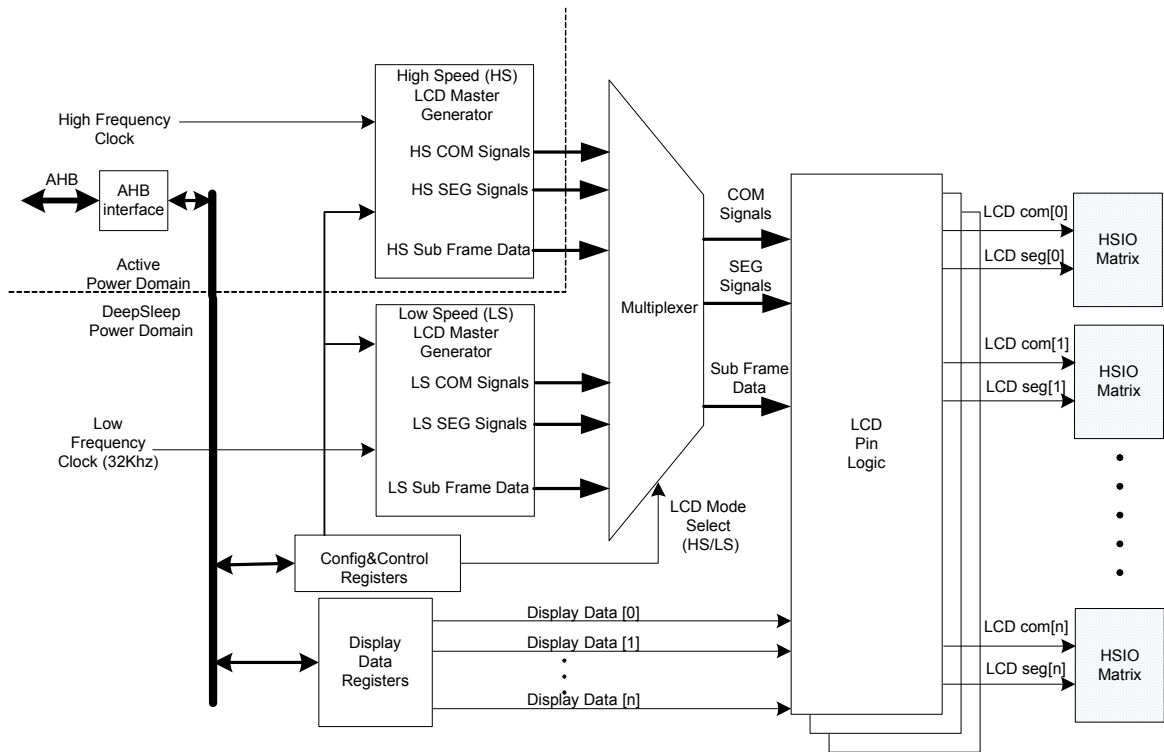 High Speed (HS)
LCD Master
Generator
High Frequency
Clock
HS COM Signals
HS SEG Signals
HS Sub Frame Data
AHB
AHB
interface
Active
Power Domain
DeepSleep
Power Domain
Low Speed (LS)
LCD Master
Generator
LS COM Signals
LS SEG Signals
LS Sub Frame Data
Low
Frequency
Clock (32Khz)
Multiplexer
COM
Signals
SEG
Signals
Sub Frame
Data
LCD Mode
Select
(HS/LS)
Config&Control
Registers
Display
Data
Registers
Display Data [0]
Display Data [1]
Display Data [n]
LCD
Pin
Logic
LCD com[0]
LCD seg[0]
HSIO
Matrix
LCD com[1]
LCD seg[1]
HSIO
Matrix
LCD com[n]
LCD seg[n]
HSIO
Matrix